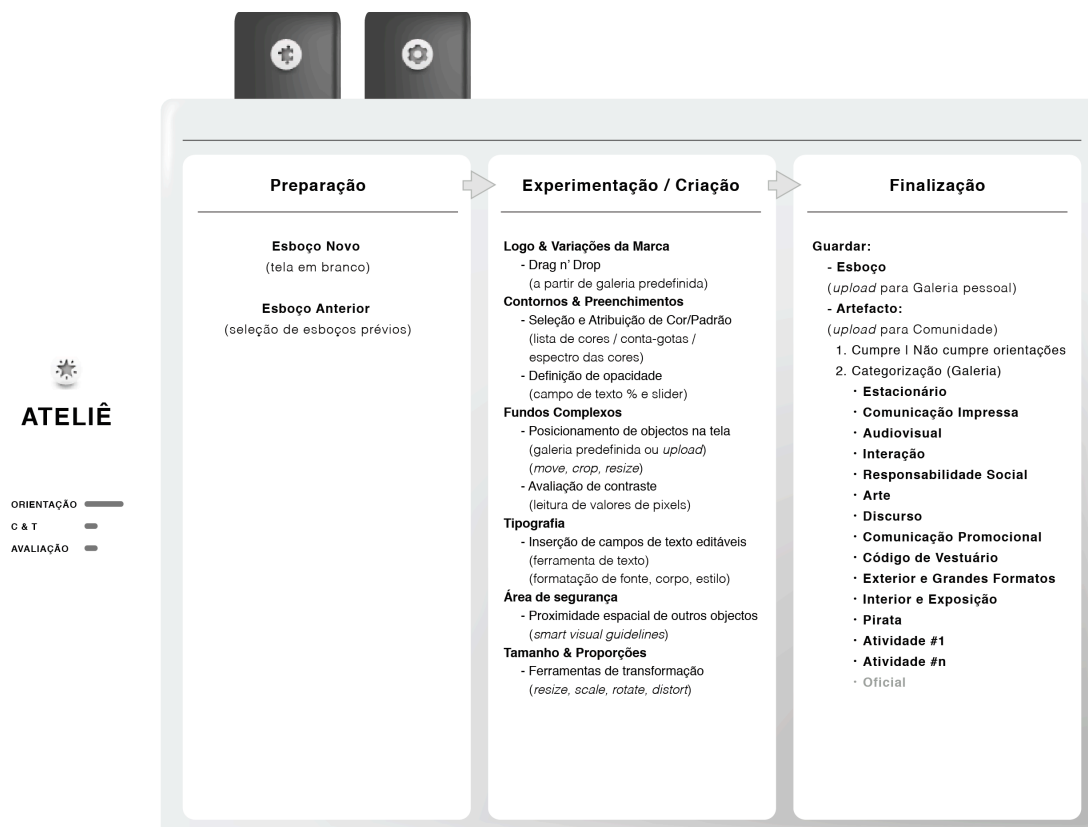 ATELIÊ
ORIENTAÇÃO
C & T
AVALIAÇÃO
Preparação
Esboço Novo
(tela em branco)
Esboço Anterior
(seleção de esboços prévios)
Experimentação / Criação
Logo & Variações da Marca
- Drag n' Drop
(a partir de galeria predefinida)
Contornos & Preenchimentos
- Seleção e Atribuição de Cor/Padrão
(lista de cores / conta-gotas /
espectro das cores)
- Definição de opacidade
(campo de texto % e slider)
Fundos Complexos
- Posicionamento de objectos na tela
(galeria predefinida ou upload)
(move, crop, resize)
- Avaliação de contraste
(leitura de valores de pixels)
Tipografia
- Inserção de campos de texto editáveis
(ferramenta de texto)
(formatação de fonte, corpo, estilo)
Área de segurança
- Proximidade espacial de outros objectos
(smart visual guidelines)
Tamanho & Proporções
- Ferramentas de transformação
(resize, scale, rotate, distort)
Finalização
Guardar:
- Esboço
(upload para Galeria pessoal)
- Artefacto:
(upload para Comunidade)
1. Cumpre | Não cumpre orientações
2. Categorização (Galeria)
· Estacionário
· Comunicação Impressa
· Audiovisual
· Interação
· Responsabilidade Social
· Arte
· Discurso
· Comunicação Promocional
· Código de Vestuário
· Exterior e Grandes Formatos
· Interior e Exposição
· Pirata
· Atividade #1
· Atividade #n
· Oficial